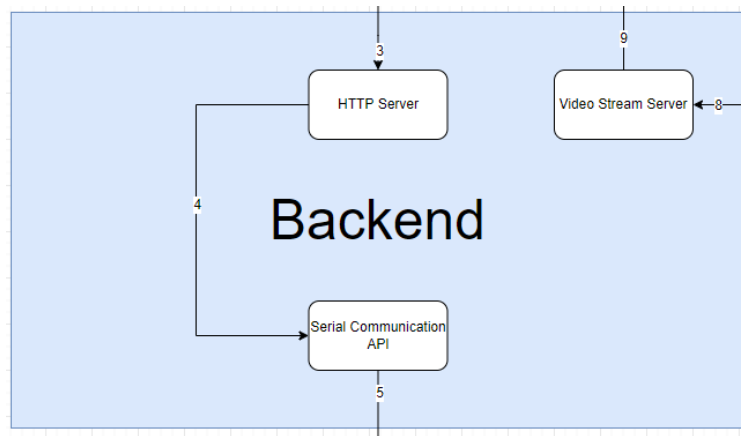 9
3
HTTP Server
Video Stream Server
8
4
Backend
Serial Communication
API
5